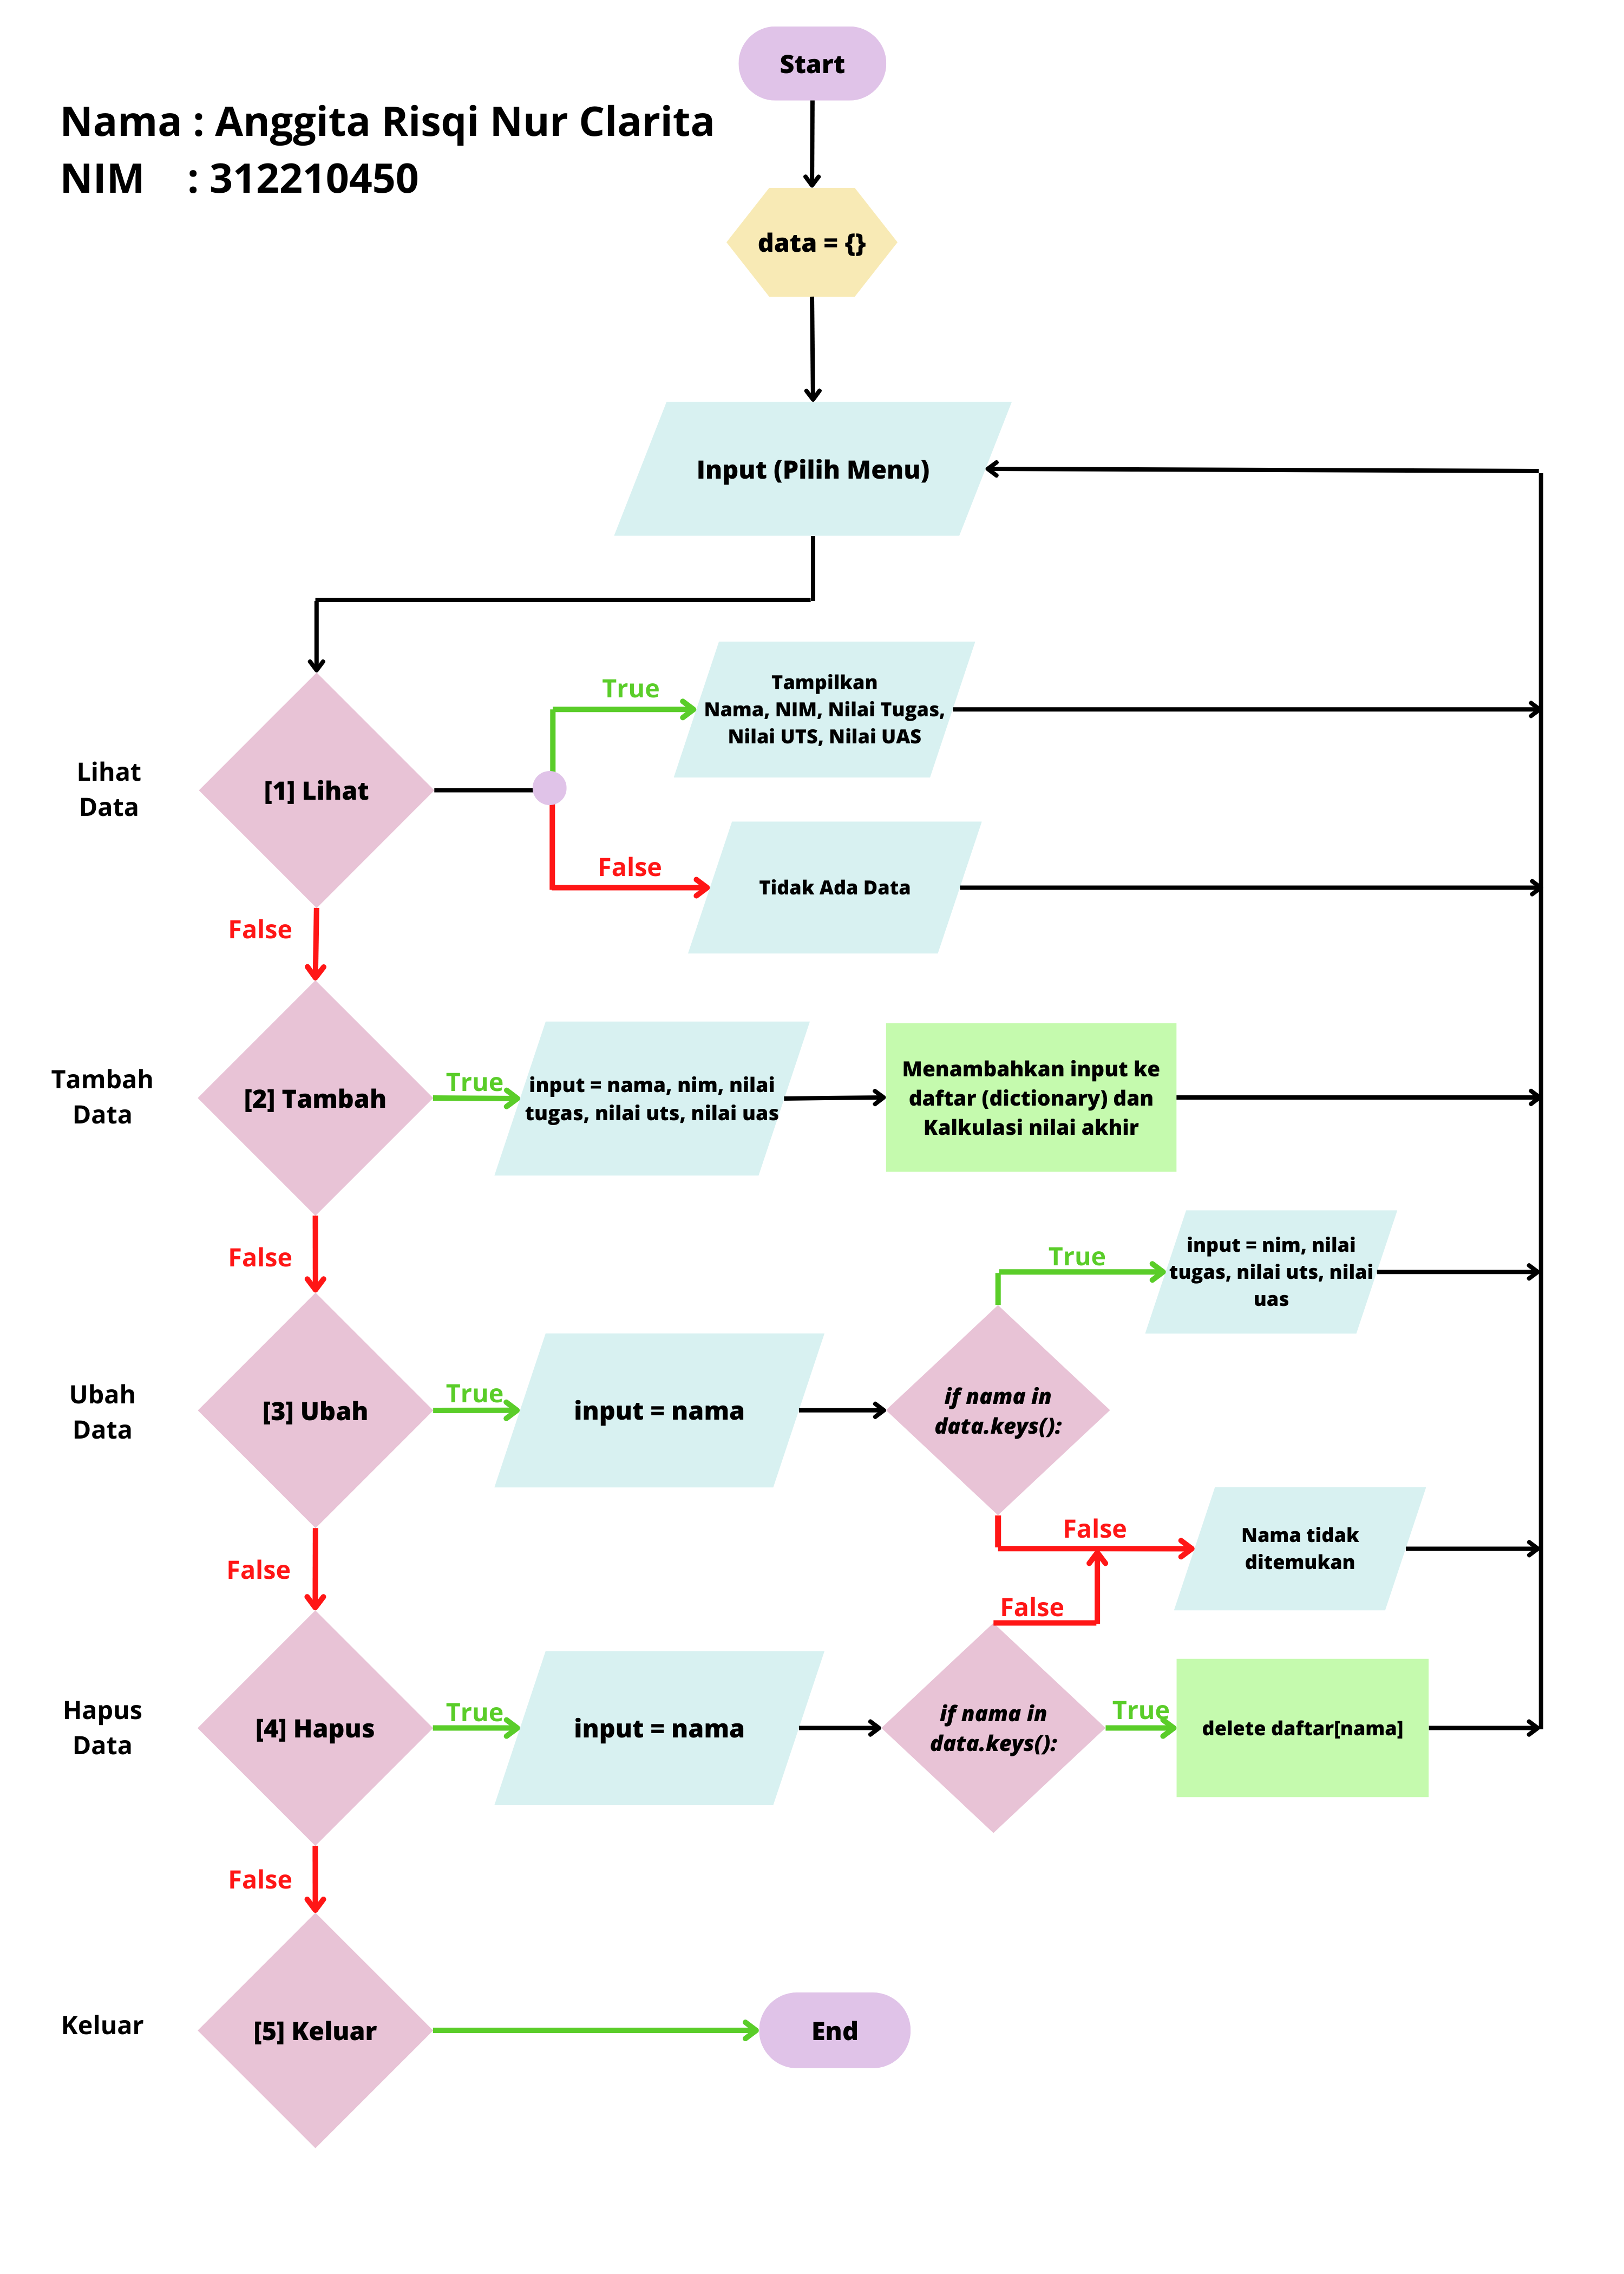 Start
Nama : Anggita Risqi Nur Clarita
NIM : 312210450
data = {}
Input (Pilih Menu)
Lihat
Data
[1] Lihat
True
Tampilkan
Nama, NIM, Nilai Tugas,
Nilai UTS, Nilai UAS
False
Tidak Ada Data
False
Tambah
Data
[2] Tambah
True
input = nama, nim, nilai
tugas, nilai uts, nilai uas
Menambahkan input ke
daftar (dictionary) dan
Kalkulasi nilai akhir
False
Ubah
Data
[3] Ubah
True
input = nama
if nama in
data.keys():
True
input = nim, nilai
tugas, nilai uts, nilai
uas
False
Nama tidak
ditemukan
False
Hapus
Data
[4] Hapus
True
input = nama
if nama in
data.keys():
False
True
delete daftar[nama]
False
Keluar
[5] Keluar
End